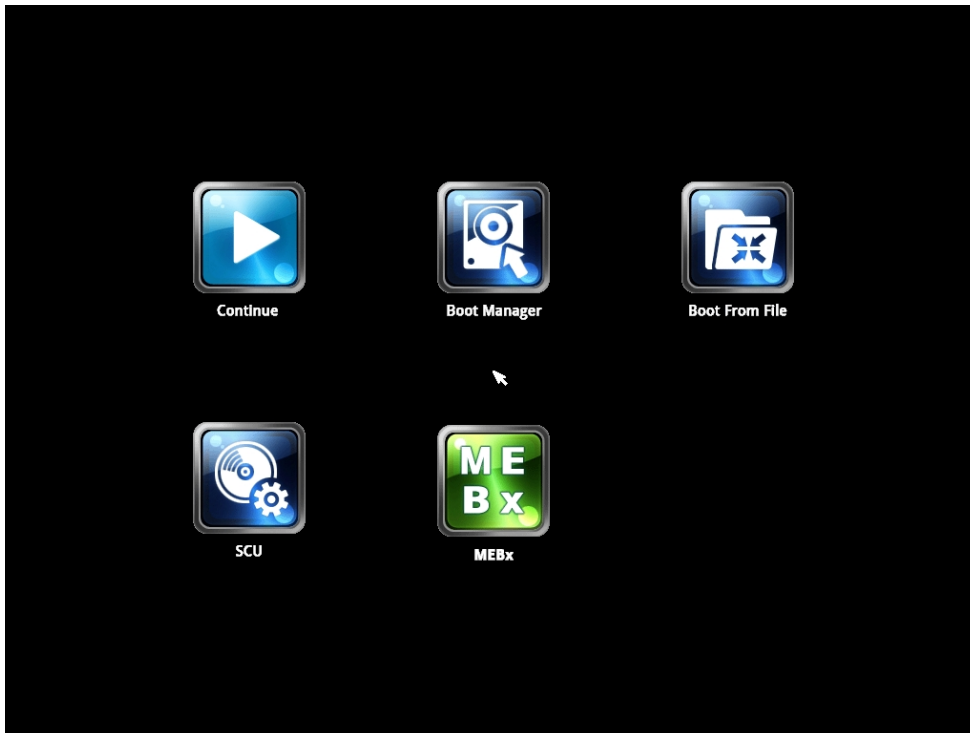 Continue
Boot Manager
Boot From File
M E
B x
SCU
MEBx